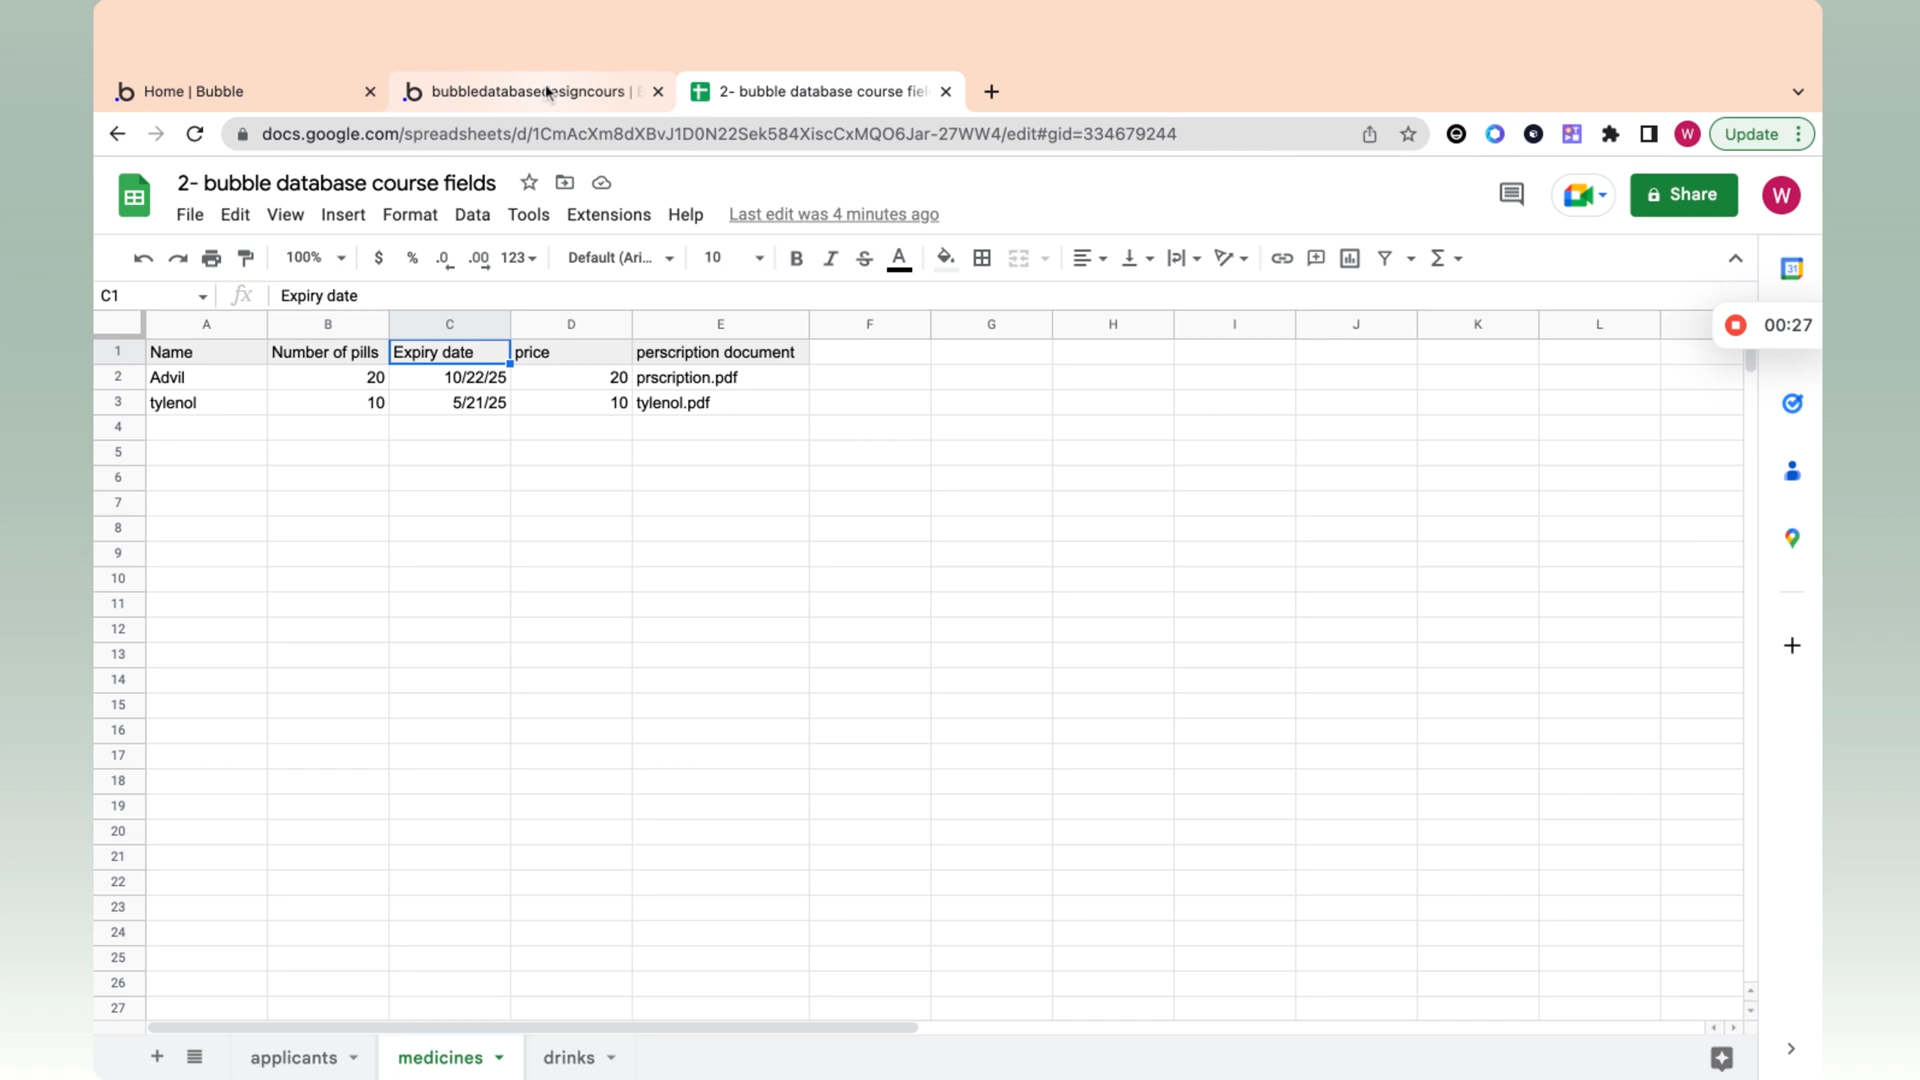 Home | Bubble
bubbledatabasedesigncours |
2- bubble database course fiel
docs.google.com/spreadsheets/d/1CmAcXm8dXBvJ1D0N22Sek584XiscCxMQO6Jar-27WW4/edit#gid=334679244
W
Update
2- bubble database course fields
File Edit View Insert Format Data Tools Extensions Help Last edit was 4 minutes ago
Share
W
100% $ % .0 .00 123 Default (Ari... 10 B I S A
31
C1 fx Expiry date
A B C D E F G H I J K L
00:27
1 Name Number of pills Expiry date price perscription document
2 Advil 20 10/22/25 20 prscription.pdf
3 tylenol 10 5/21/25 10 tylenol.pdf
4
5
6
7
8
9
10
11
12
13
14
15
16
17
18
19
20
21
22
23
24
25
26
27
applicants medicines drinks